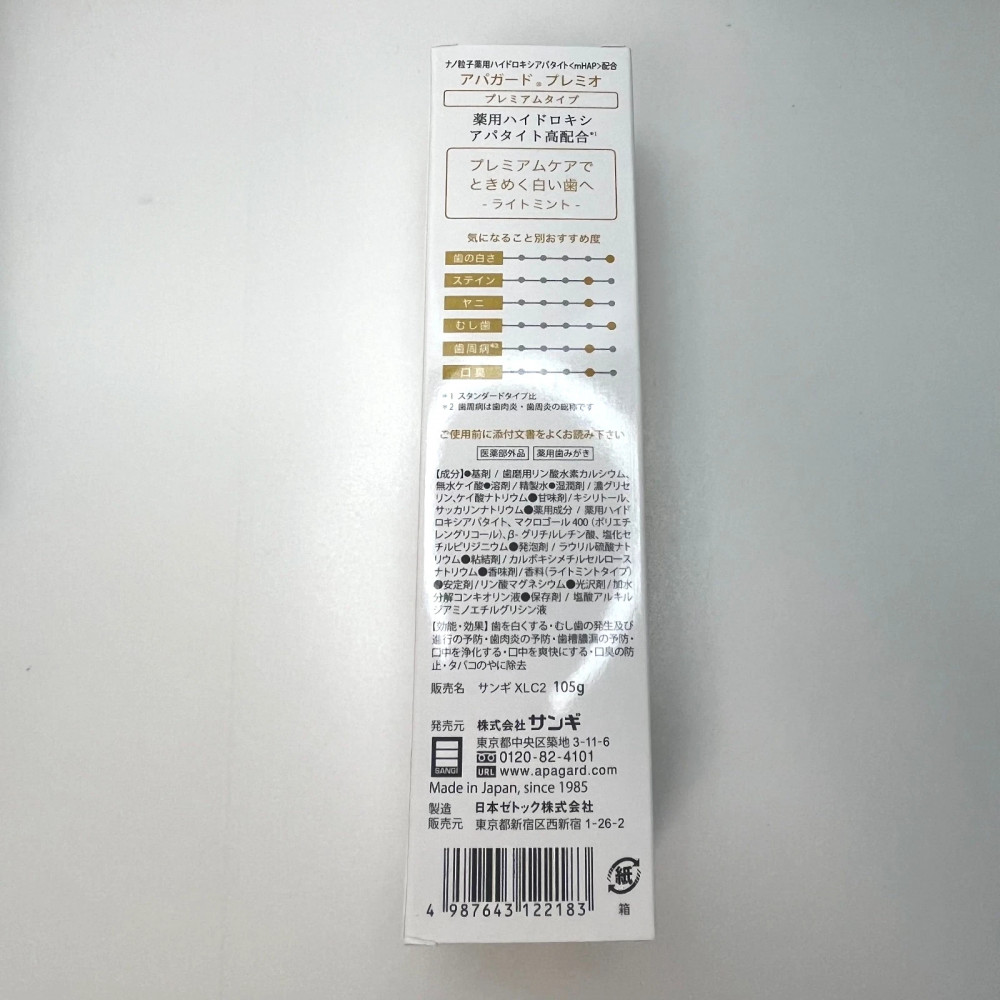 ナノ粒子薬用ハイドロキシアパタイト<mHAP>配合
アパガード®プレミオ
プレミアムタイプ
薬用ハイドロキシ
アパタイト高配合※1
プレミアムケアで
ときめく白い歯へ
- ライトミント -
気になること別おすすめ度
歯の白さ
ステイン
ヤニ
むし歯
歯周病※2
口臭
※1 スタンダードタイプ比
※2 歯周病は歯肉炎・歯周炎の総称です
ご使用前に添付文書をよくお読み下さい
医薬部外品 薬用歯みがき
【成分】●基剤 / 歯磨用リン酸水素カルシウム、
無水ケイ酸●溶剤 / 精製水●湿潤剤 / 濃グリセ
リン、ケイ酸ナトリウム●甘味剤 / キシリトール、
サッカリンナトリウム●薬用成分 / 薬用ハイド
ロキシアパタイト、マクロゴール400 (ポリエチ
レングリコール)、β- グリチルレチン酸、塩化セ
チルピリジニウム●発泡剤 / ラウリル硫酸ナト
リウム●粘結剤 / カルボキシメチルセルロース
ナトリウム●香味剤 / 香料(ライトミントタイプ)
●安定剤 / リン酸マグネシウム●光沢剤 / 加水
分解コンキオリン液●保存剤 / 塩酸アルキル
ジアミノエチルグリシン液
【効能・効果】歯を白くする・むし歯の発生及び
進行の予防・歯肉炎の予防・歯槽膿漏の予防・
口中を浄化する・口中を爽快にする・口臭の防
止・タバコのやに除去
販売名 サンギ XLC2 105g
発売元 株式会社サンギ
東京都中央区築地 3-11-6
SANGI
0120-82-4101
URL www.apagard.com
Made in Japan, since 1985
製造 日本ゼトック株式会社
販売元 東京都新宿区西新宿 1-26-2
4 987643 122183
紙
箱